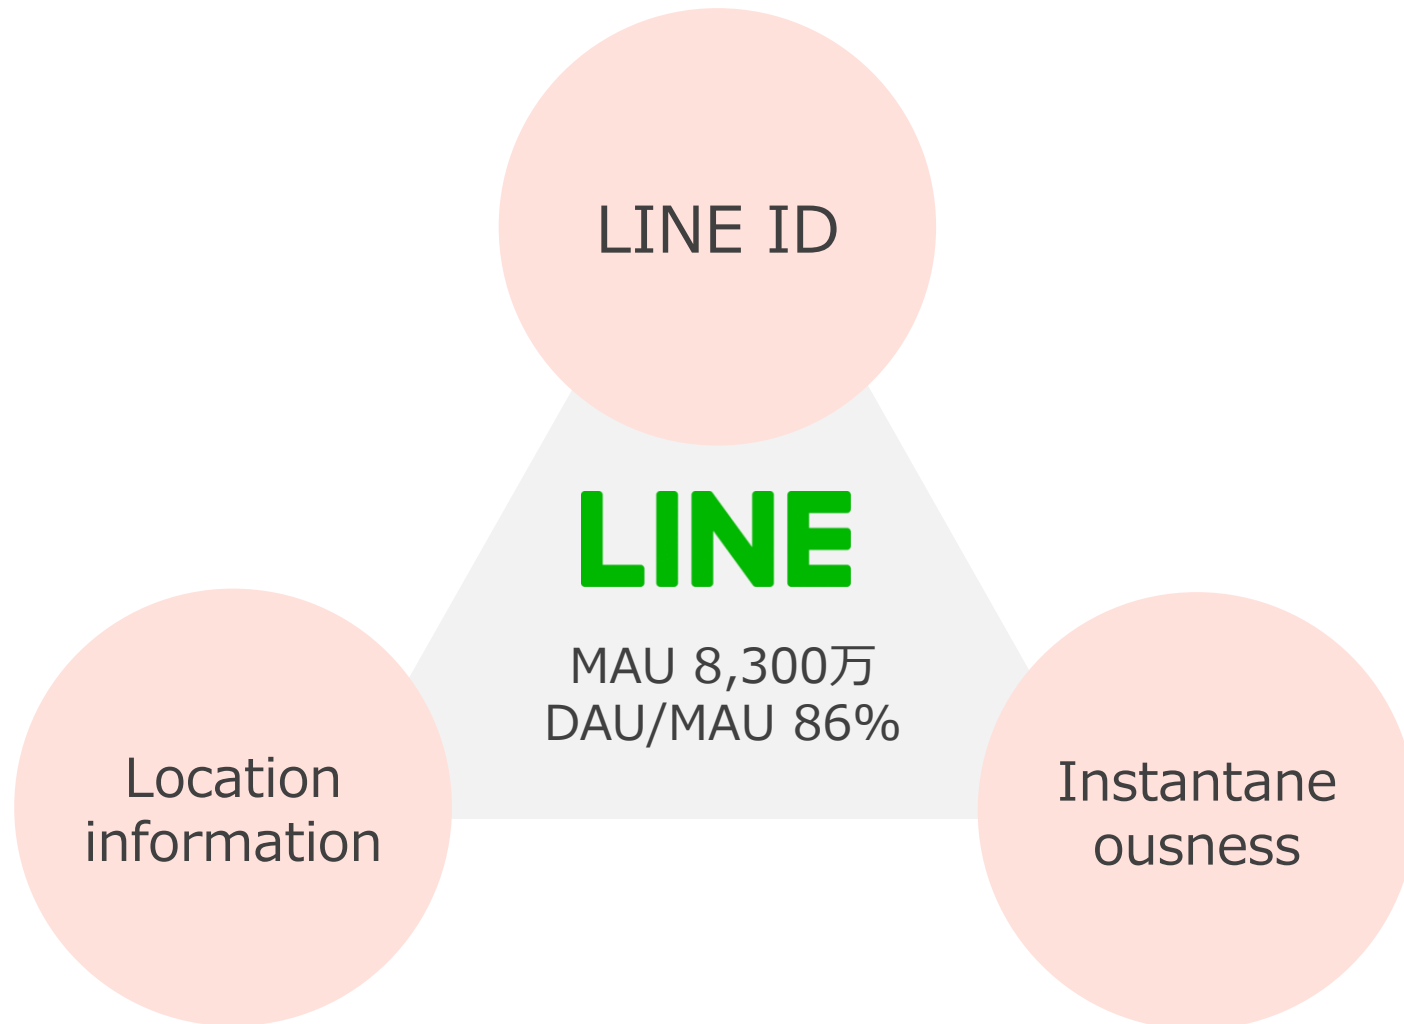 LINE ID
LINE
MAU 8,300万
DAU/MAU 86%
Location
information
Instantane
ousness